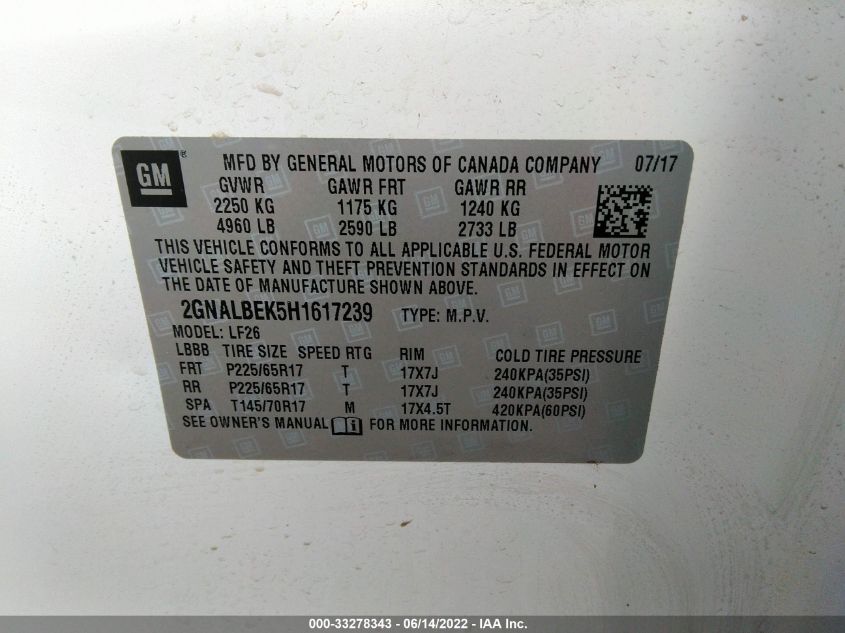 GM ®
MFD BY GENERAL MOTORS OF CANADA COMPANY 07/17
GVWR GAWR FRT GAWR RR
2250 KG 1175 KG 1240 KG
4960 LB 2590 LB 2733 LB
THIS VEHICLE CONFORMS TO ALL APPLICABLE U.S. FEDERAL MOTOR
VEHICLE SAFETY AND THEFT PREVENTION STANDARDS IN EFFECT ON
THE DATE OF MANUFACTURE SHOWN ABOVE.
2GNALBEK5H1617239 TYPE: M.P.V.
MODEL: LF26
LBBB TIRE SIZE SPEED RTG RIM COLD TIRE PRESSURE
FRT P225/65R17 T 17X7J 240KPA(35PSI)
RR P225/65R17 T 17X7J 240KPA(35PSI)
SPA T145/70R17 M 17X4.5T 420KPA(60PSI)
SEE OWNER'S MANUAL i FOR MORE INFORMATION.
000-33278343 - 06/14/2022 - IAA Inc.